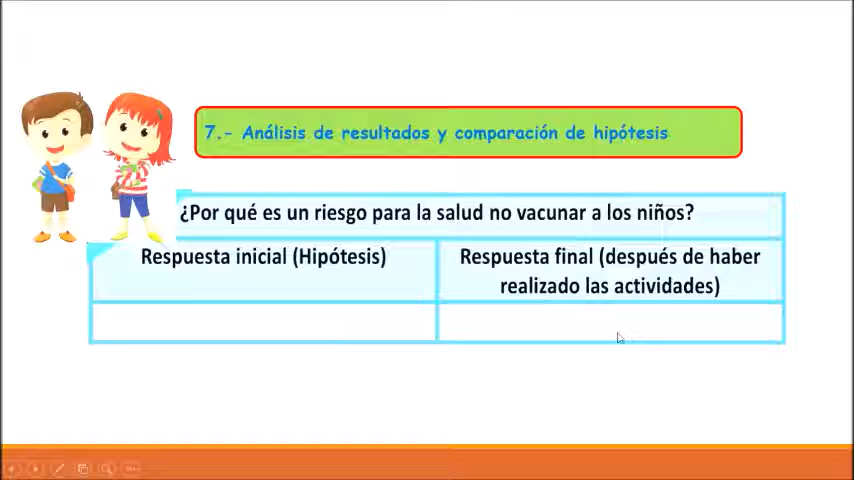 7.- Análisis de resultados y comparación de hipótesis
¿Por qué es un riesgo para la salud no vacunar a los niños?
Respuesta inicial (Hipótesis)
Respuesta final (después de haber
realizado las actividades)